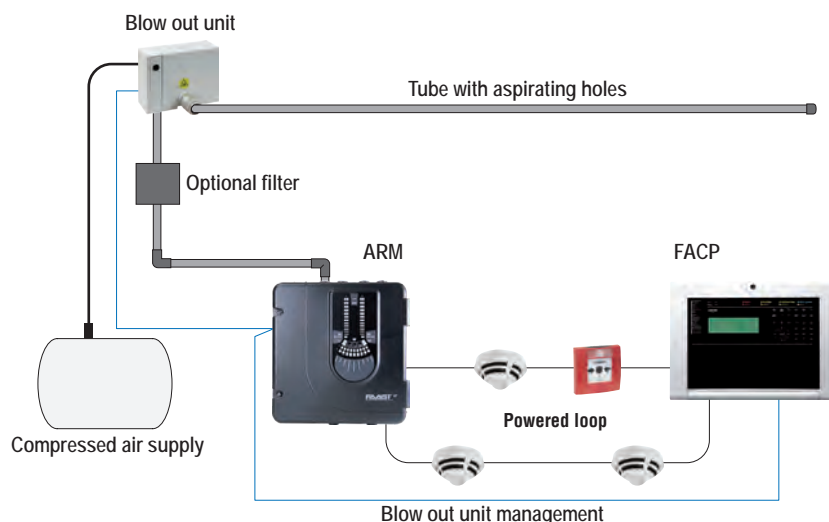 Blow out unit
Tube with aspirating holes
Optional filter
ARM
FACP
Powered loop
Compressed air supply
Blow out unit management